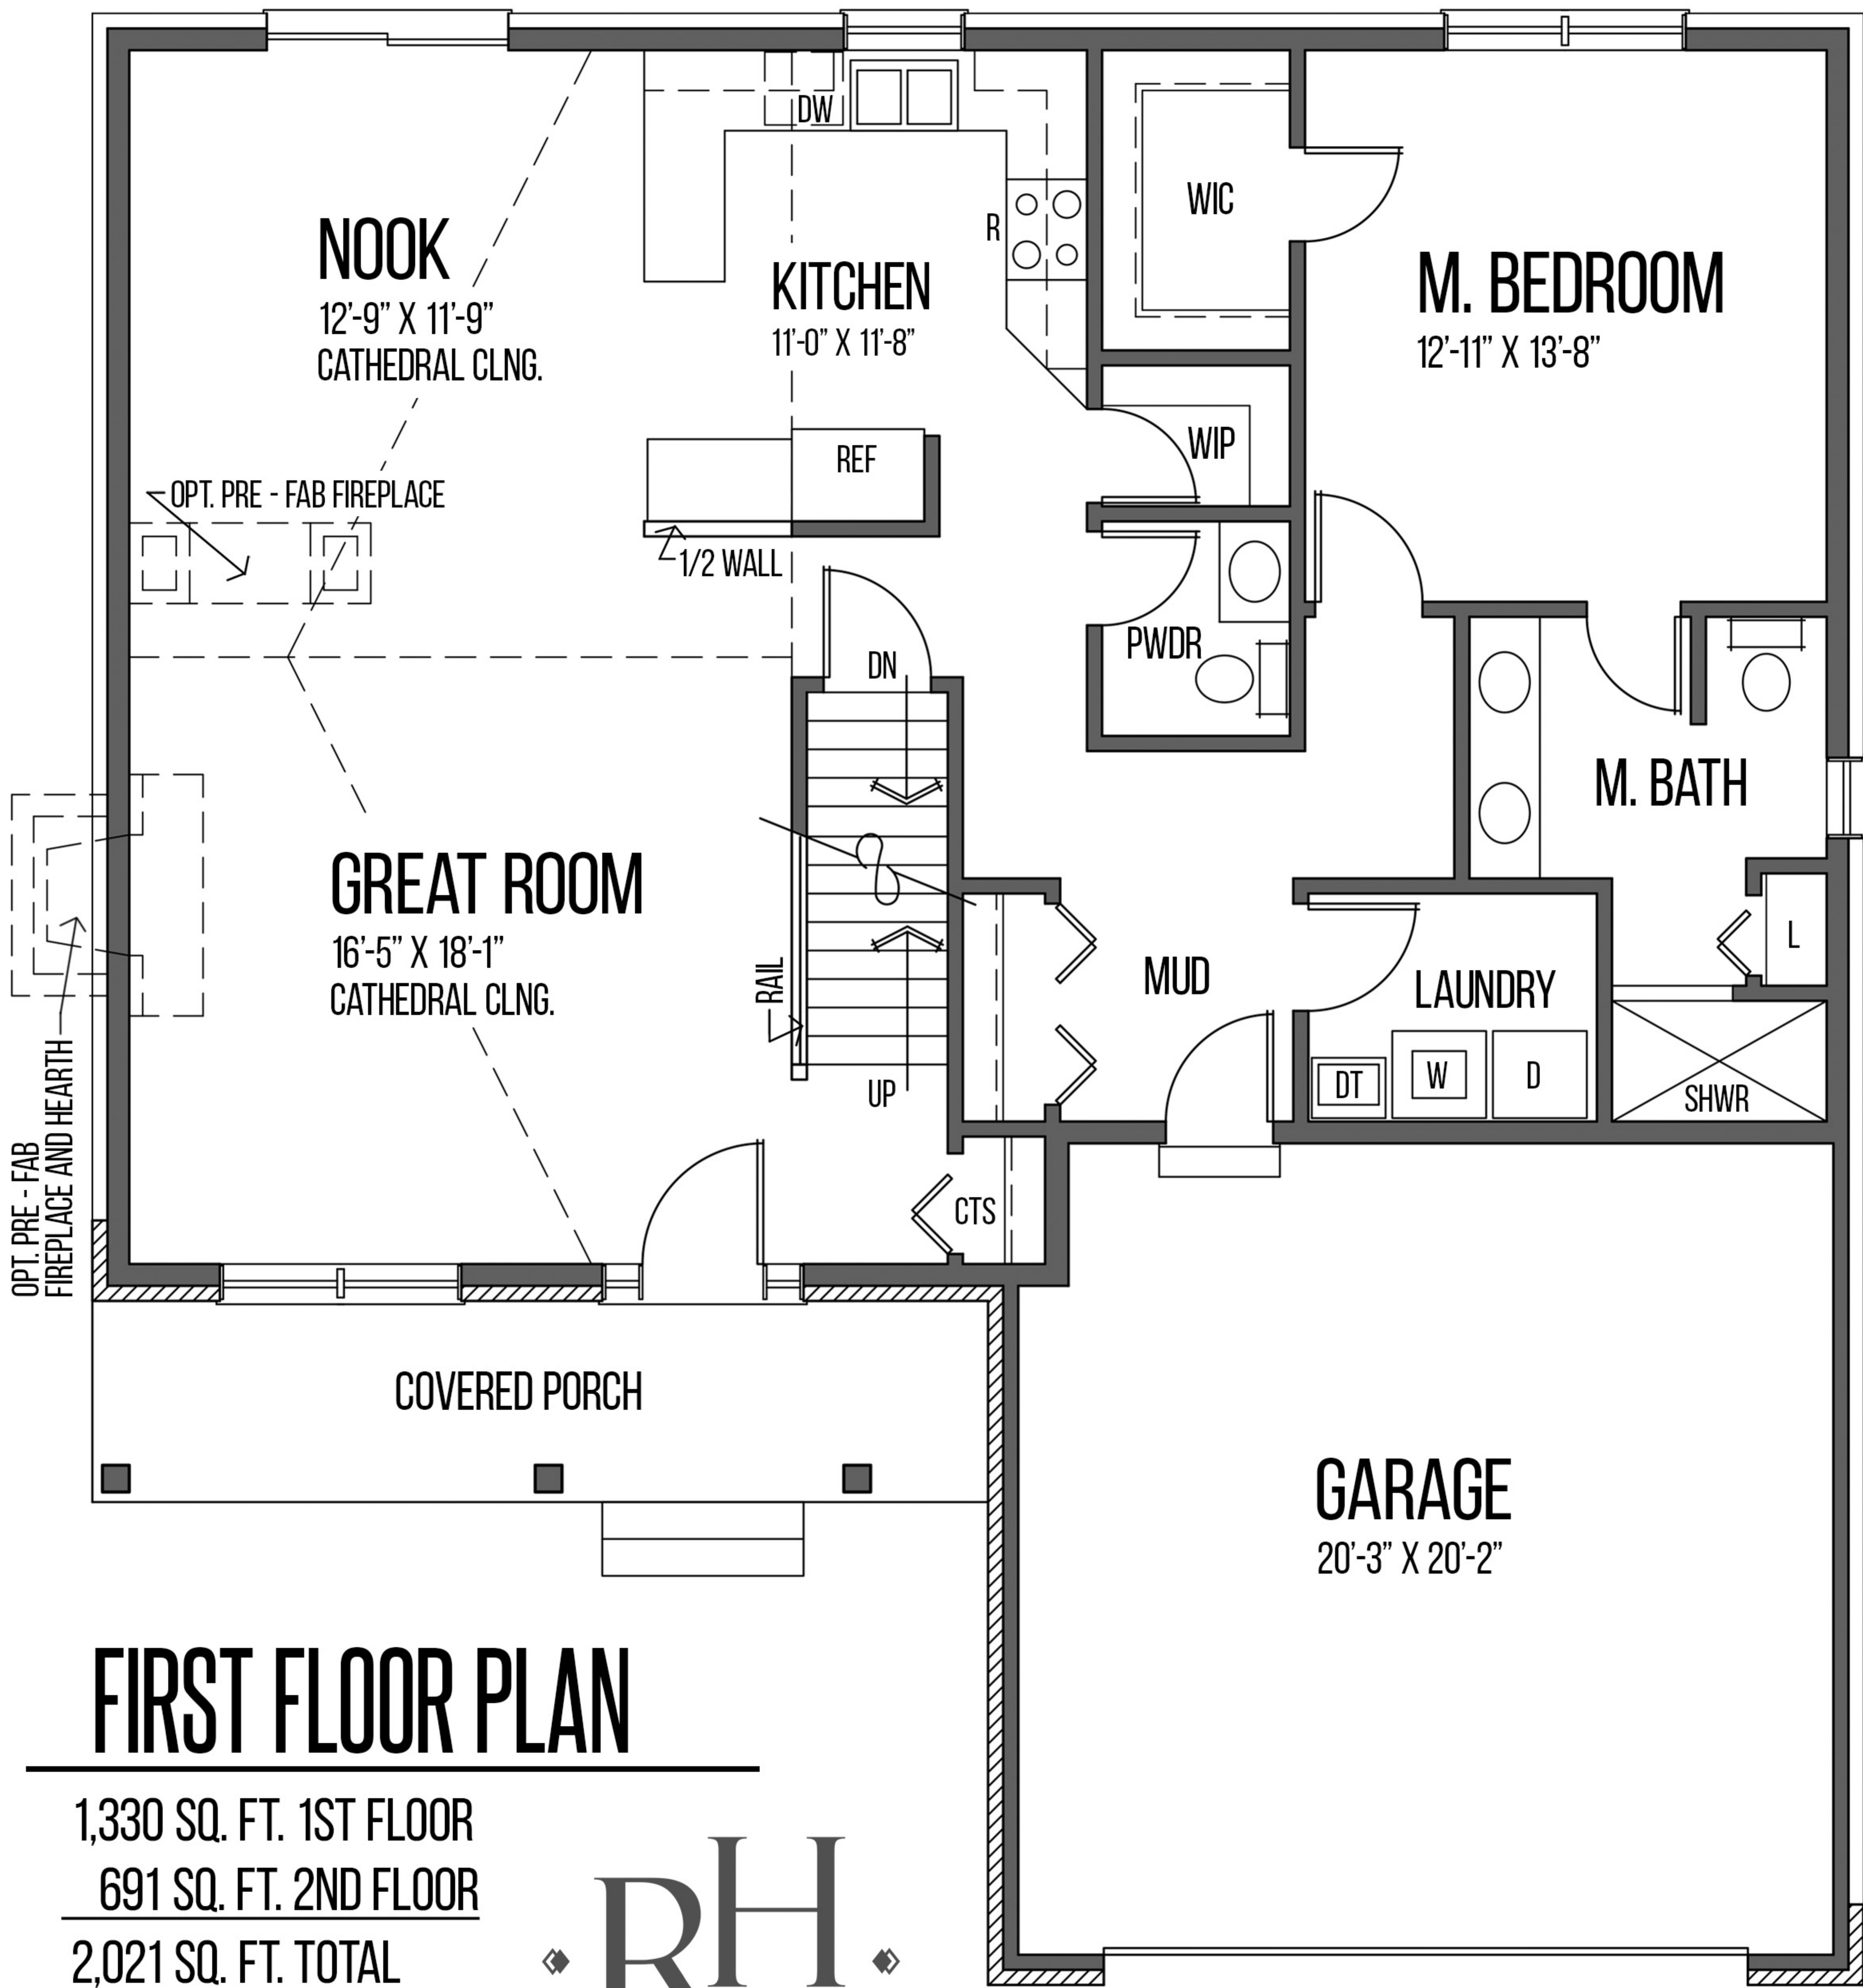 DW
WIC
R
NOOK
12'-9" X 11'-9"
CATHEDRAL CLNG.
KITCHEN
11'-0" X 11'-8"
M. BEDROOM
12'-11" X 13'-8"
WIP
REF
OPT. PRE - FAB FIREPLACE
1/2 WALL
PWDR
DN
M. BATH
GREAT ROOM
16'-5" X 18'-1"
CATHEDRAL CLNG.
RAIL
MUD
LAUNDRY
L
DT
W
D
SHWR
UP
OPT. PRE - FAB
FIREPLACE AND HEARTH
CTS
COVERED PORCH
GARAGE
20'-3" X 20'-2"
FIRST FLOOR PLAN
1,330 SQ. FT. 1ST FLOOR
691 SQ. FT. 2ND FLOOR
2,021 SQ. FT. TOTAL
RH